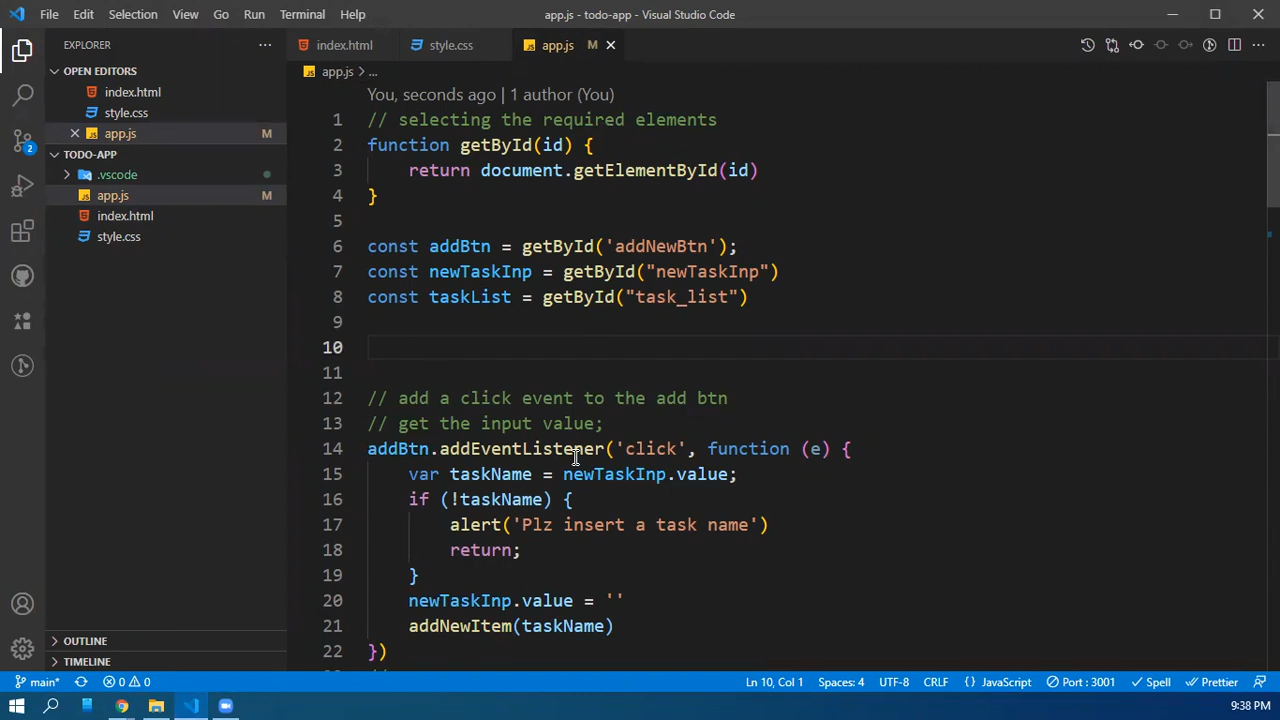 File Edit Selection View Go Run Terminal Help
app.js - todo-app - Visual Studio Code
EXPLORER
OPEN EDITORS
index.html
style.css
app.js M
TODO-APP
.vscode
app.js M
index.html
style.css
OUTLINE
TIMELINE
index.html style.css app.js M
app.js > ...
You, seconds ago | 1 author (You)
1 // selecting the required elements
2 function getById(id) {
3 return document.getElementById(id)
4 }
5
6 const addBtn = getById('addNewBtn');
7 const newTaskInp = getById("newTaskInp")
8 const taskList = getById("task_list")
9
10
11
12 // add a click event to the add btn
13 // get the input value;
14 addBtn.addEventListener('click', function (e) {
15 var taskName = newTaskInp.value;
16 if (!taskName) {
17 alert('Plz insert a task name')
18 return;
19 }
20 newTaskInp.value = ''
21 addNewItem(taskName)
22 })
2
main* 0 0 Ln 10, Col 1 Spaces: 4 UTF-8 CRLF {} JavaScript Port : 3001 Spell Prettier
9:38 PM